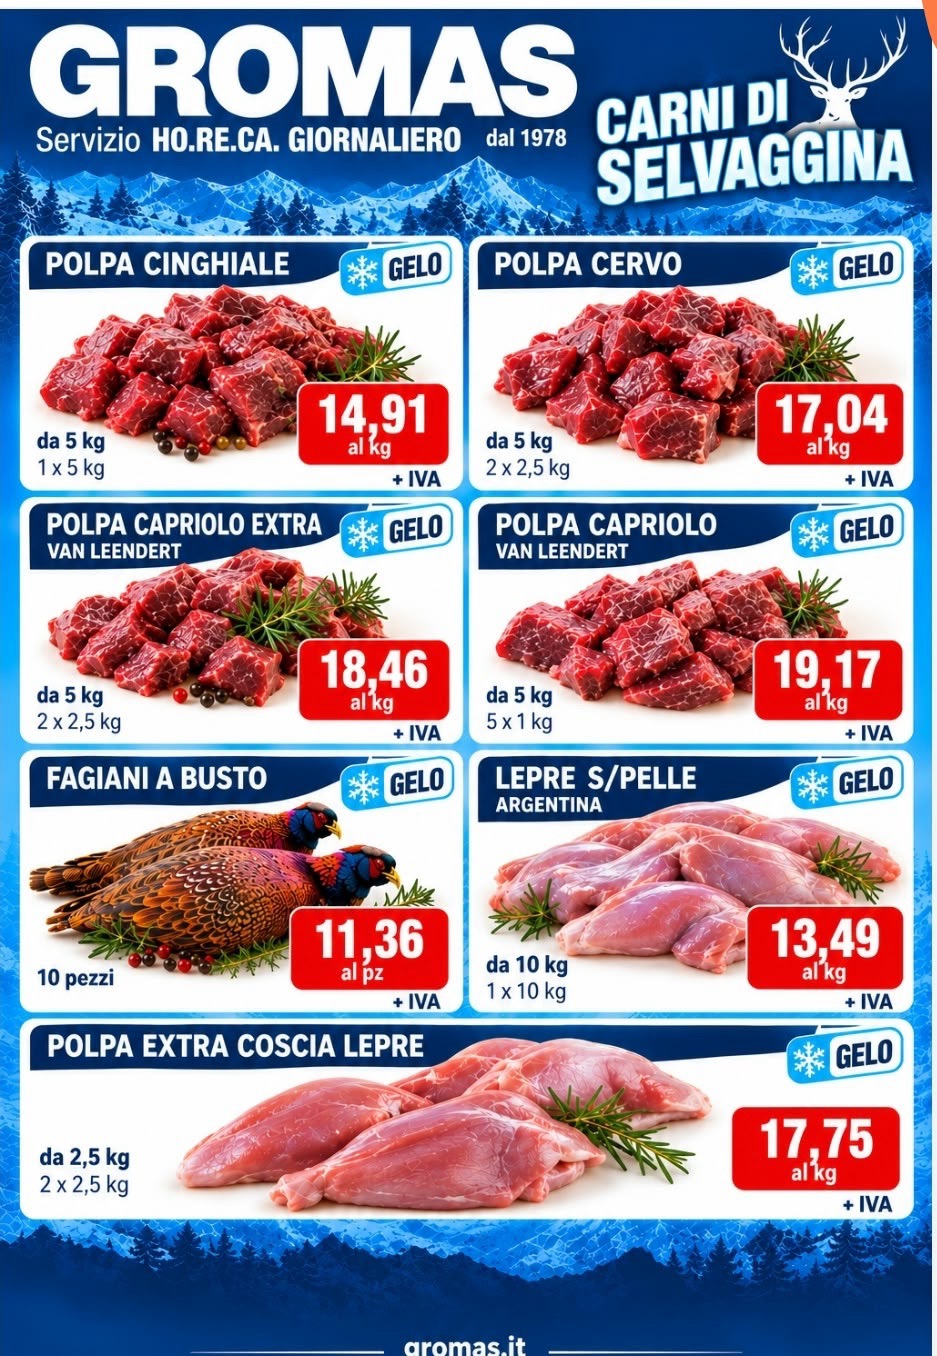 GROMAS
Servizio HO.RE.CA. GIORNALIERO dal 1978
CARNI DI
SELVAGGINA
POLPA CINGHIALE
GELO
14,91
al kg
da 5 kg
1 x 5 kg
+ IVA
POLPA CERVO
GELO
17,04
al kg
da 5 kg
2 x 2,5 kg
+ IVA
POLPA CAPRIOLO EXTRA
VAN LEENDERT
GELO
18,46
al kg
da 5 kg
2 x 2,5 kg
+ IVA
POLPA CAPRIOLO
VAN LEENDERT
GELO
19,17
al kg
da 5 kg
5 x 1 kg
+ IVA
FAGIANI A BUSTO
GELO
11,36
al pz
10 pezzi
+ IVA
LEPRE S/PELLE
ARGENTINA
GELO
13,49
al kg
da 10 kg
1 x 10 kg
+ IVA
POLPA EXTRA COSCIA LEPRE
GELO
17,75
al kg
da 2,5 kg
2 x 2,5 kg
+ IVA
gromas.it